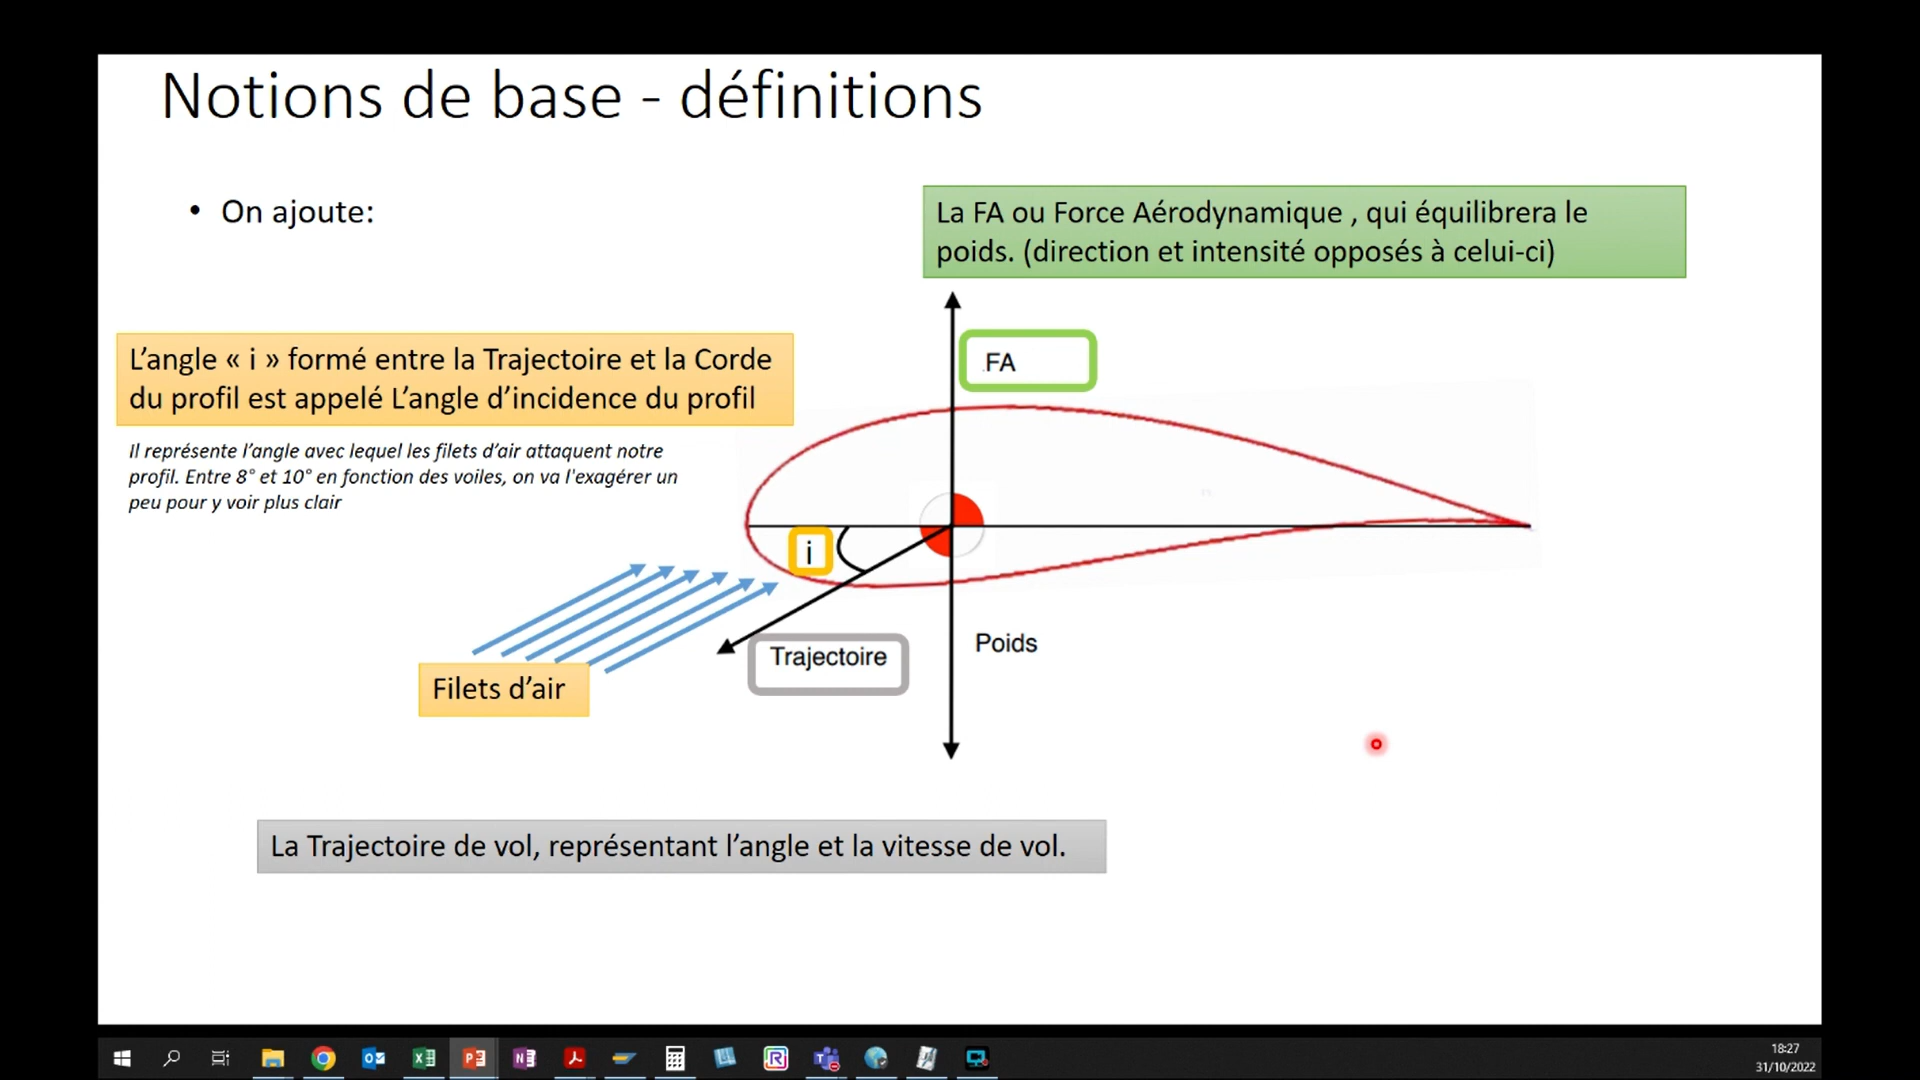 Notions de base - définitions
• On ajoute:
La FA ou Force Aérodynamique , qui équilibrera le
poids. (direction et intensité opposés à celui-ci)
FA
L’angle « i » formé entre la Trajectoire et la Corde
du profil est appelé L’angle d’incidence du profil
Il représente l’angle avec lequel les filets d’air attaquent notre
profil. Entre 8° et 10° en fonction des voiles, on va l'exagérer un
peu pour y voir plus clair
i
Trajectoire
Poids
Filets d’air
La Trajectoire de vol, représentant l’angle et la vitesse de vol.
18:27
31/10/2022